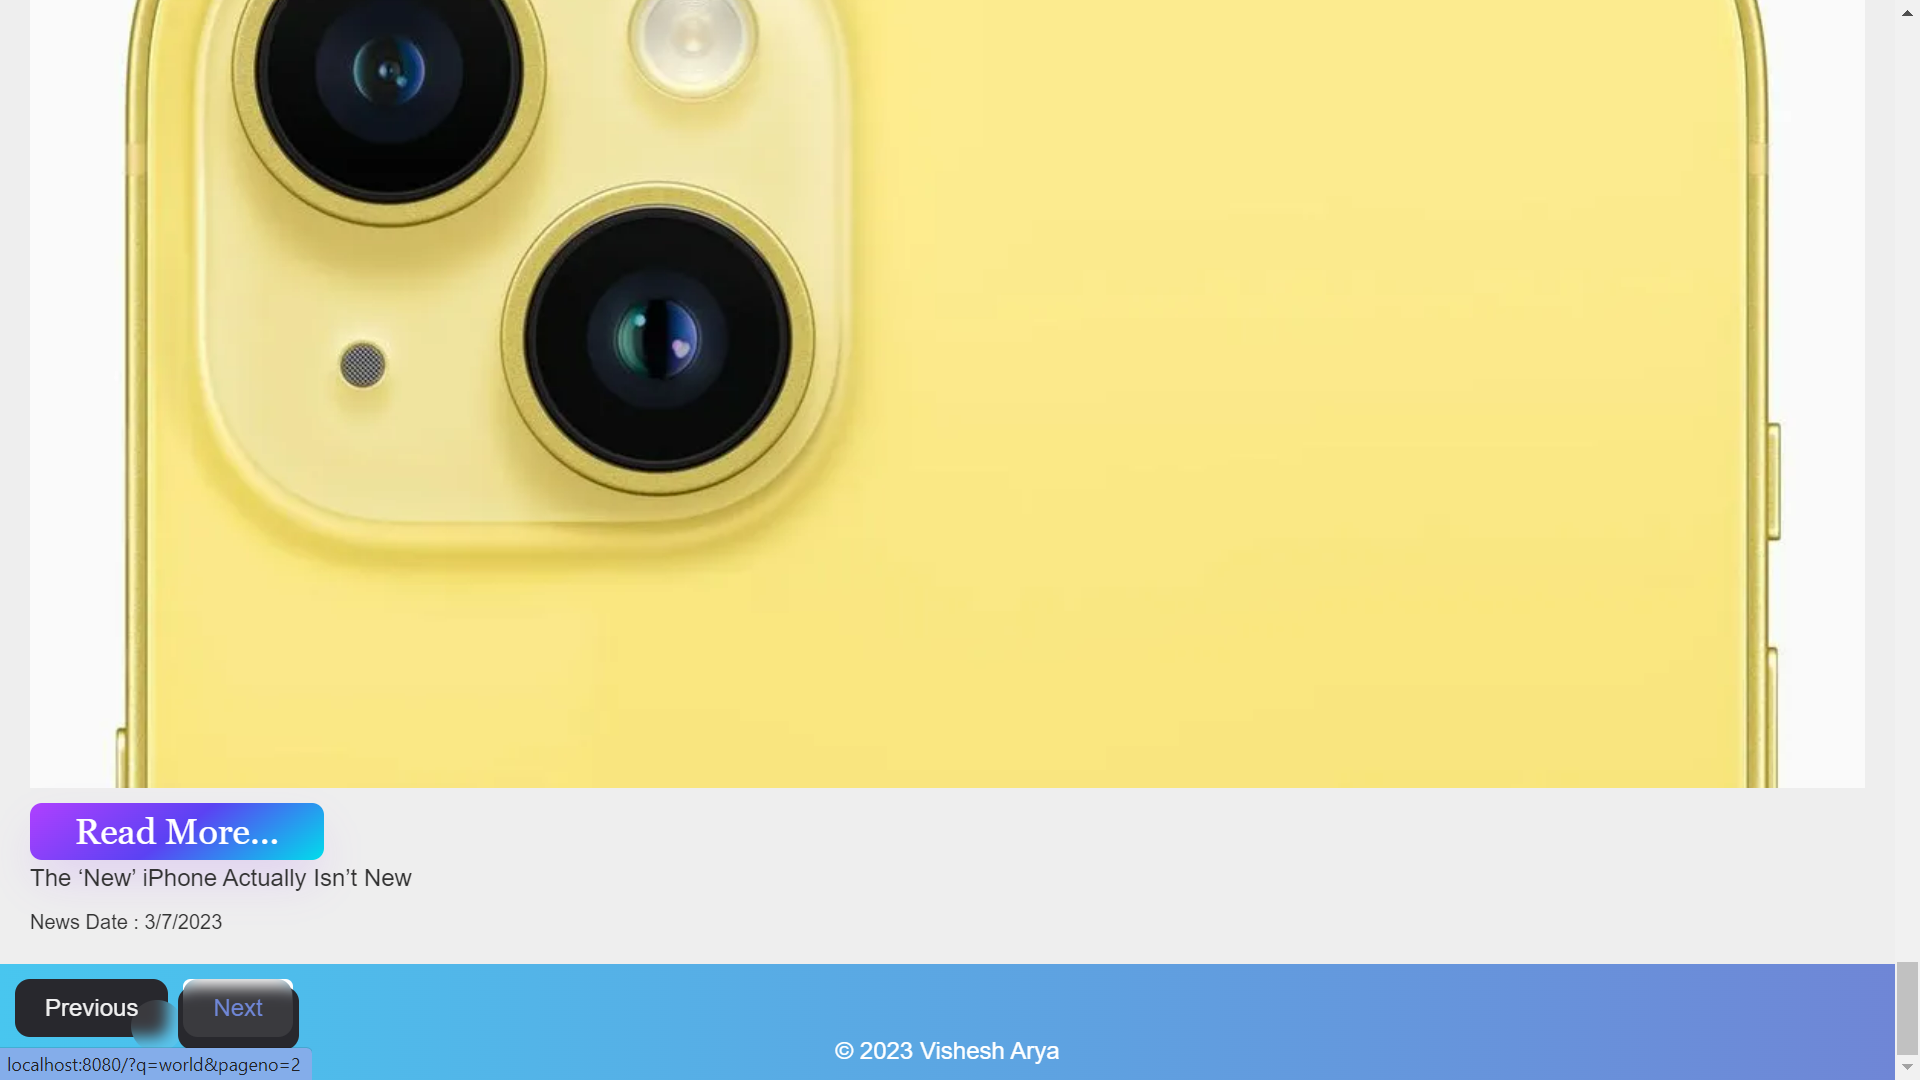 Read More...
The ‘New’ iPhone Actually Isn’t New
News Date : 3/7/2023
Previous
Next
© 2023 Vishesh Arya
localhost:8080/?q=world&pageno=2